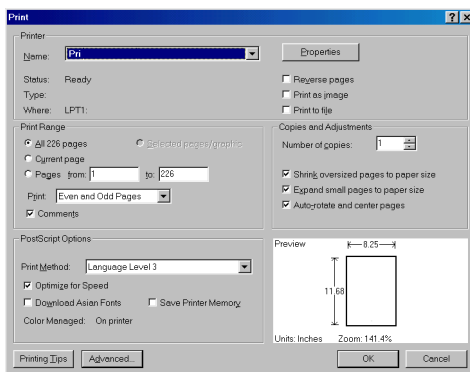 Print
Printer
Name: Pri
Properties
Status: Ready
Type:
Where: LPT1:
Reverse pages
Print as image
Print to file
Print Range
All 226 pages
Selected pages/graphic
Current page
Pages from: 1 to: 226
Print: Even and Odd Pages
Comments
Copies and Adjustments
Number of copies: 1
Shrink oversized pages to paper size
Expand small pages to paper size
Auto-rotate and center pages
PostScript Options
Print Method: Language Level 3
Optimize for Speed
Download Asian Fonts Save Printer Memory
Color Managed: On printer
Preview
8.25
11.68
Units: Inches Zoom: 141.4%
Printing Tips Advanced... OK Cancel